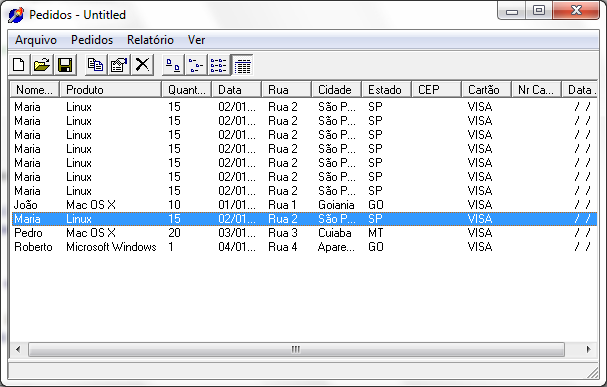 Pedidos - Untitled
Arquivo Pedidos Relatório Ver
Nome... Produto Quant... Data Rua Cidade Estado CEP Cartão Nr Ca... Data .
Maria Linux 15 02/01... Rua 2 São P... SP VISA / /
Maria Linux 15 02/01... Rua 2 São P... SP VISA / /
Maria Linux 15 02/01... Rua 2 São P... SP VISA / /
Maria Linux 15 02/01... Rua 2 São P... SP VISA / /
Maria Linux 15 02/01... Rua 2 São P... SP VISA / /
Maria Linux 15 02/01... Rua 2 São P... SP VISA / /
Maria Linux 15 02/01... Rua 2 São P... SP VISA / /
João Mac OS X 10 01/01... Rua 1 Goiania GO VISA / /
Maria Linux 15 02/01... Rua 2 São P... SP VISA / /
Pedro Mac OS X 20 03/01... Rua 3 Cuiaba MT VISA / /
Roberto Microsoft Windows 1 04/01... Rua 4 Apare... GO VISA / /